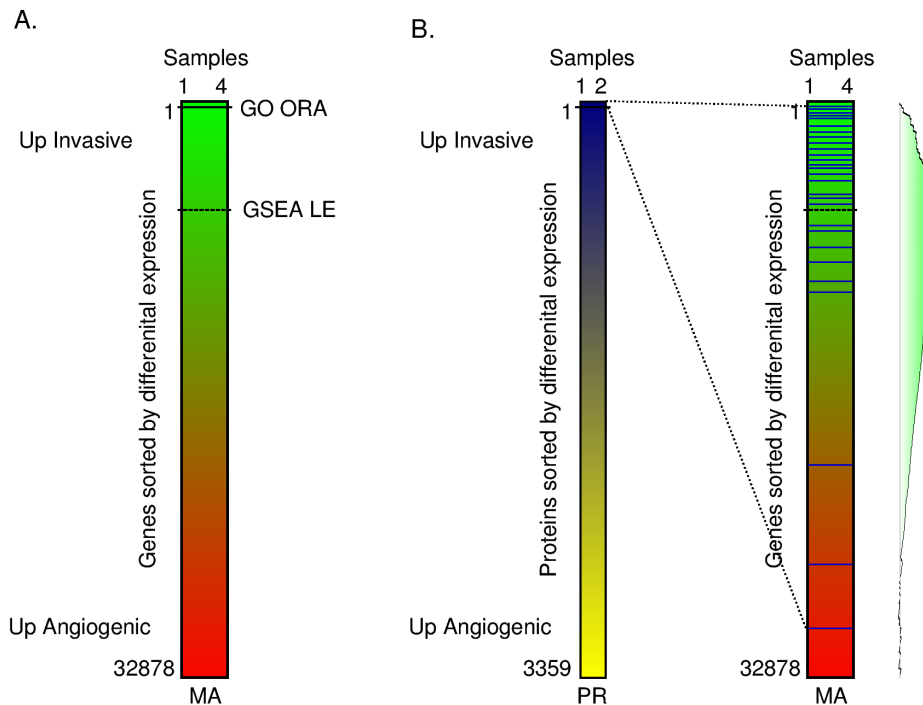 A.
Samples
1 4
1
GO ORA
Up Invasive
GSEA LE
Genes sorted by differenital expression
Up Angiogenic
32878
MA
B.
Samples
1 2
1
Up Invasive
Proteins sorted by differenital expression
Up Angiogenic
3359
PR
Samples
1 4
1
Genes sorted by differenital expression
32878
MA